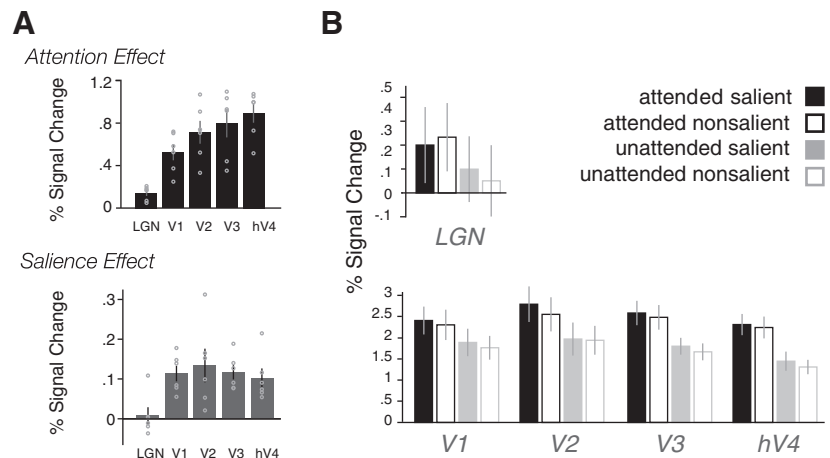 A
Attention Effect
% Signal Change
1.2
.8
.4
0
LGN V1 V2 V3 hV4
Salience Effect
% Signal Change
.3
.2
.1
0
LGN V1 V2 V3 hV4
B
% Signal Change
.5
.4
.3
.2
.1
0
-.1
LGN
attended salient
attended nonsalient
unattended salient
unattended nonsalient
3
2.5
2
1.5
1
.5
0
V1 V2 V3 hV4